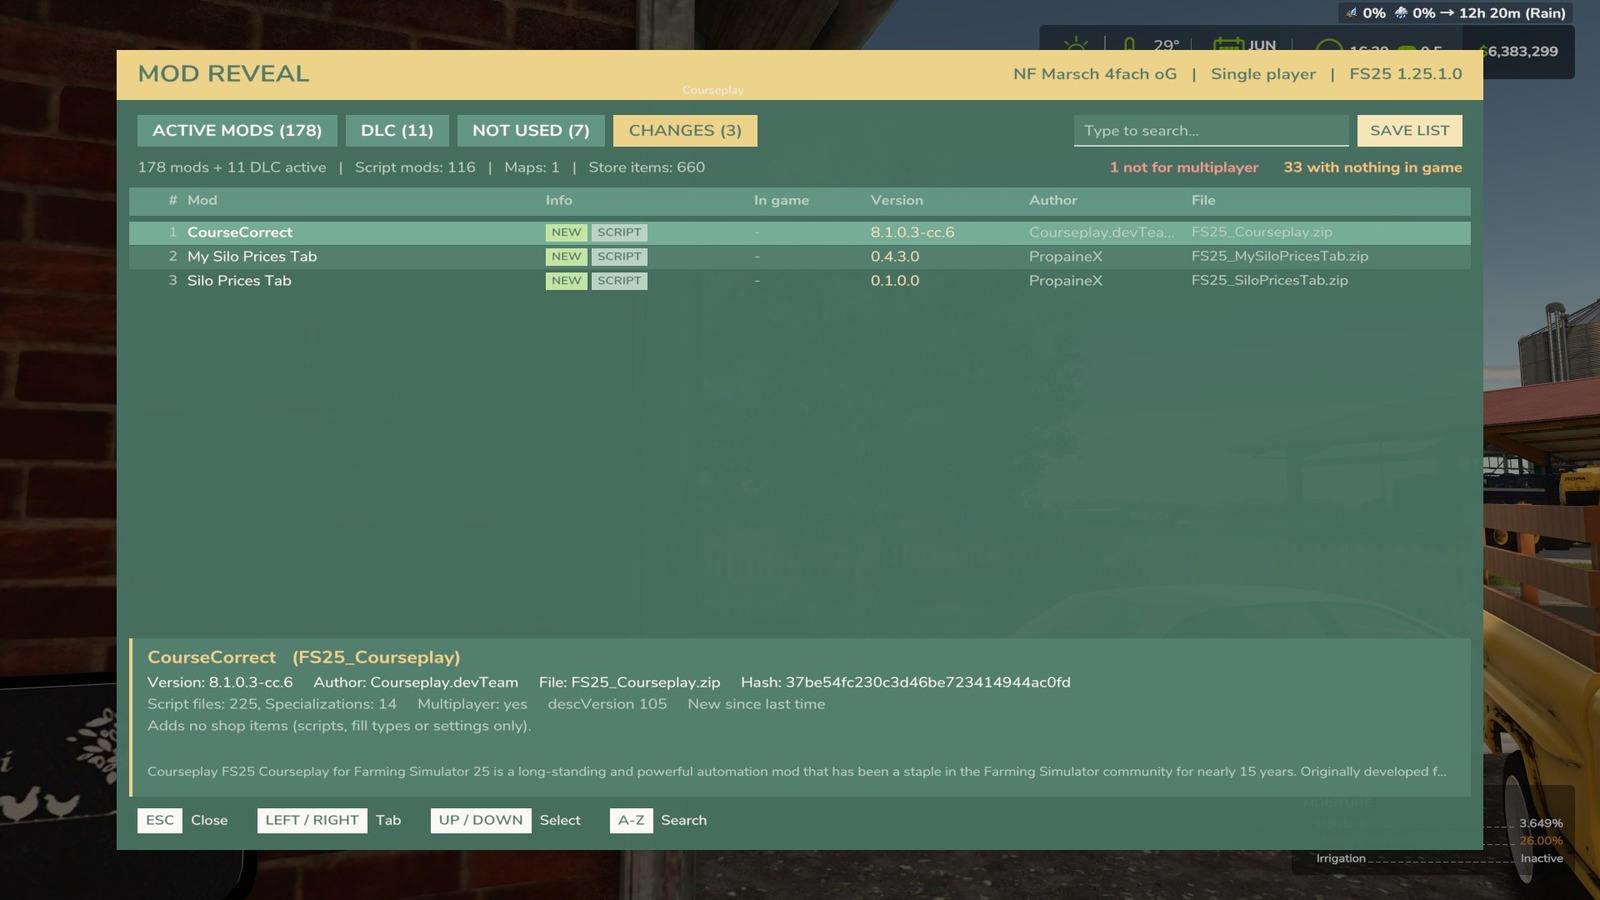 0% 0% → 12h 20m (Rain)
29° JUN $6,383,299
MOD REVEAL NF Marsch 4fach oG | Single player | FS25 1.25.1.0
Courseplay
ACTIVE MODS (178) DLC (11) NOT USED (7) CHANGES (3) Type to search... SAVE LIST
178 mods + 11 DLC active | Script mods: 116 | Maps: 1 | Store items: 660 1 not for multiplayer 33 with nothing in game
# Mod Info In game Version Author File
1 CourseCorrect NEW SCRIPT - 8.1.0.3-cc.6 Courseplay.devTea... FS25_Courseplay.zip
2 My Silo Prices Tab NEW SCRIPT - 0.4.3.0 PropaineX FS25_MySiloPricesTab.zip
3 Silo Prices Tab NEW SCRIPT - 0.1.0.0 PropaineX FS25_SiloPricesTab.zip
CourseCorrect (FS25_Courseplay)
Version: 8.1.0.3-cc.6 Author: Courseplay.devTeam File: FS25_Courseplay.zip Hash: 37be54fc230c3d46be723414944ac0fd
Script files: 225, Specializations: 14 Multiplayer: yes descVersion 105 New since last time
Adds no shop items (scripts, fill types or settings only).
Courseplay FS25 Courseplay for Farming Simulator 25 is a long-standing and powerful automation mod that has been a staple in the Farming Simulator community for nearly 15 years. Originally developed f...
ESC Close LEFT / RIGHT Tab UP / DOWN Select A-Z Search
MOISTURE
3.649%
26.00%
Irrigation Inactive